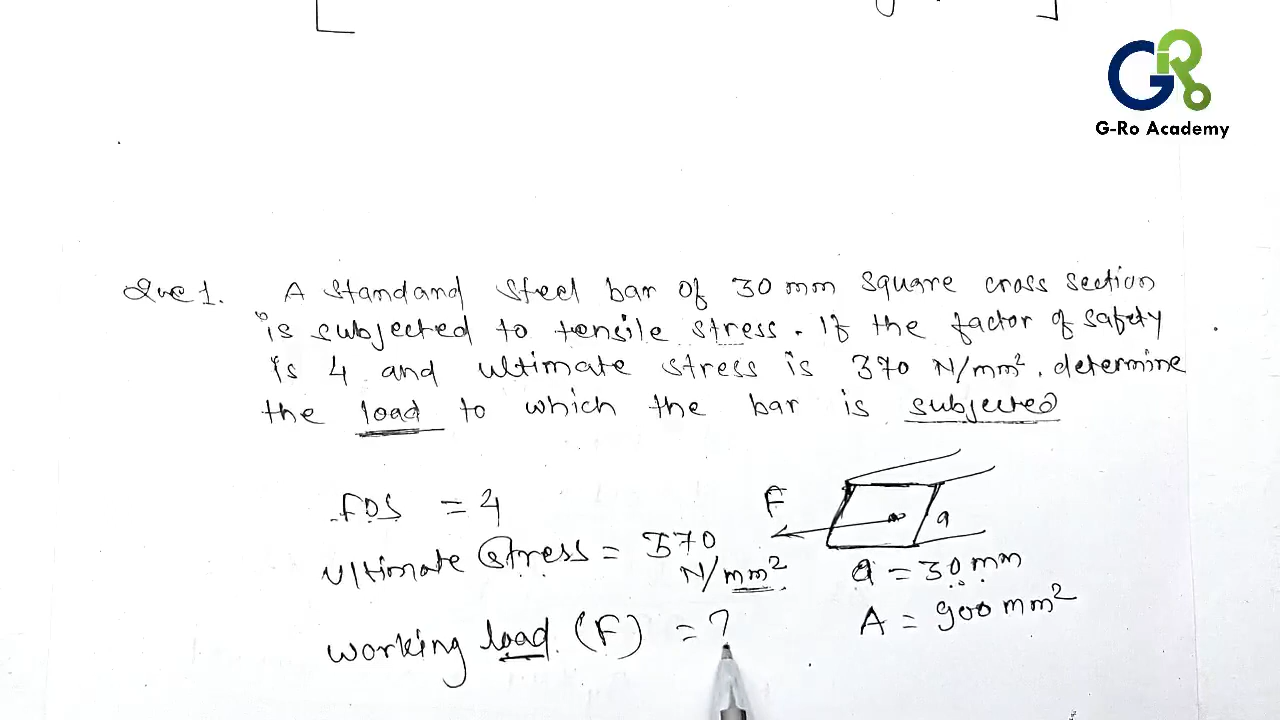 G-Ro Academy
Que 1. A standard steel bar of 30 mm square cross section
is subjected to tensile stress. If the factor of safety
is 4 and ultimate stress is 370 N/mm². determine
the load to which the bar is subjected
FOS = 4
F
a
Ultimate stress = 370
N/mm²
a = 30 mm
A = 900 mm²
working load (F) = ?